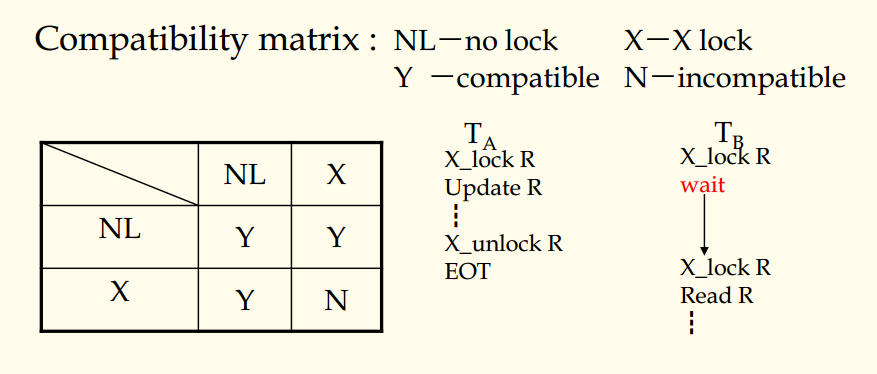 Compatibility matrix : NL—no lock X—X lock
Y —compatible N—incompatible
NL X
NL Y Y
X Y N
T_A
X_lock R
Update R
X_unlock R
EOT
T_B
X_lock R
wait
X_lock R
Read R